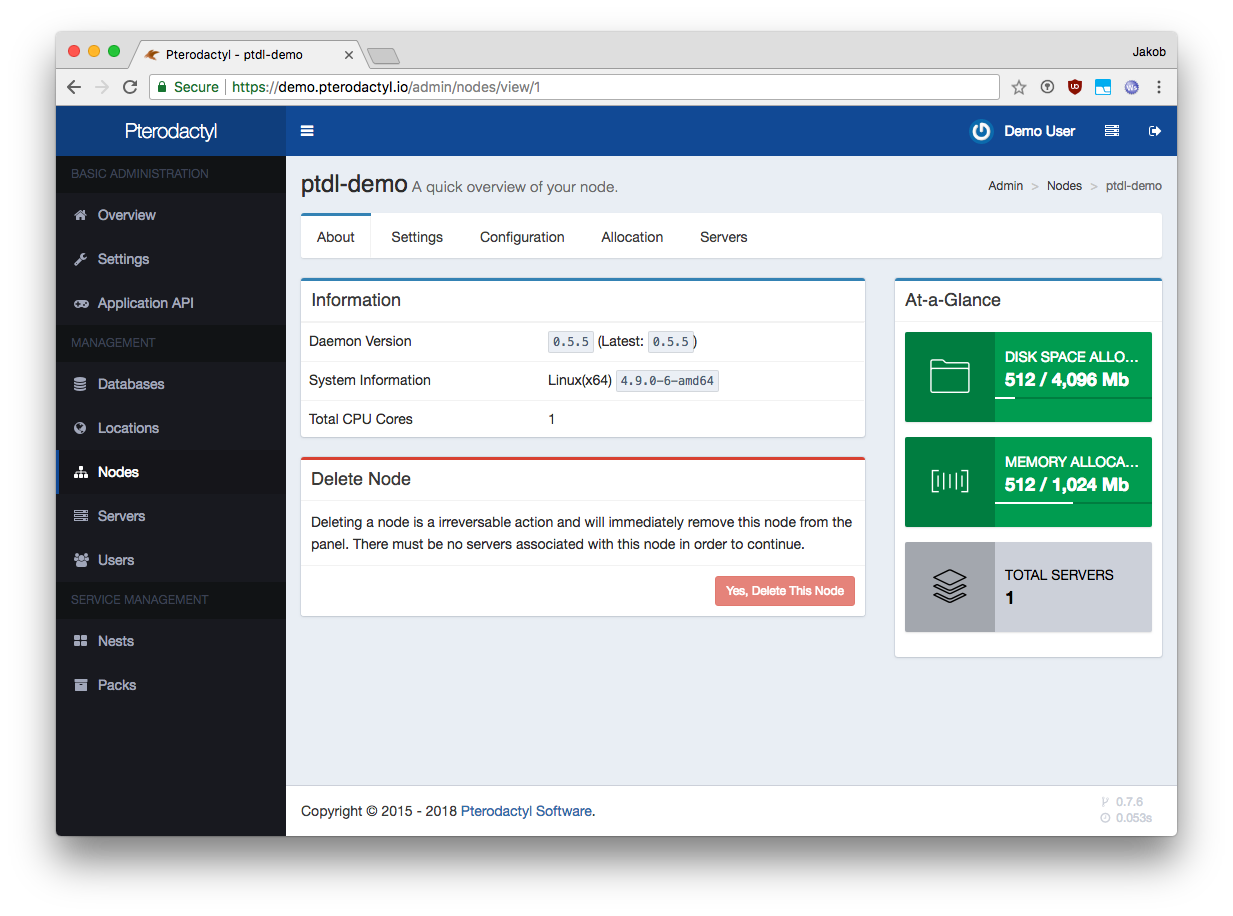 Pterodactyl - ptdl-demo
Jakob
Secure https://demo.pterodactyl.io/admin/nodes/view/1
Pterodactyl
Demo User
BASIC ADMINISTRATION
Overview
Settings
Application API
MANAGEMENT
Databases
Locations
Nodes
Servers
Users
SERVICE MANAGEMENT
Nests
Packs
ptdl-demo A quick overview of your node.
Admin > Nodes > ptdl-demo
About Settings Configuration Allocation Servers
Information
Daemon Version 0.5.5 (Latest: 0.5.5)
System Information Linux(x64) 4.9.0-6-amd64
Total CPU Cores 1
Delete Node
Deleting a node is a irreversable action and will immediately remove this node from the
panel. There must be no servers associated with this node in order to continue.
Yes, Delete This Node
At-a-Glance
DISK SPACE ALLO...
512 / 4,096 Mb
MEMORY ALLOCA...
512 / 1,024 Mb
TOTAL SERVERS
1
Copyright © 2015 - 2018 Pterodactyl Software.
0.7.6
0.053s